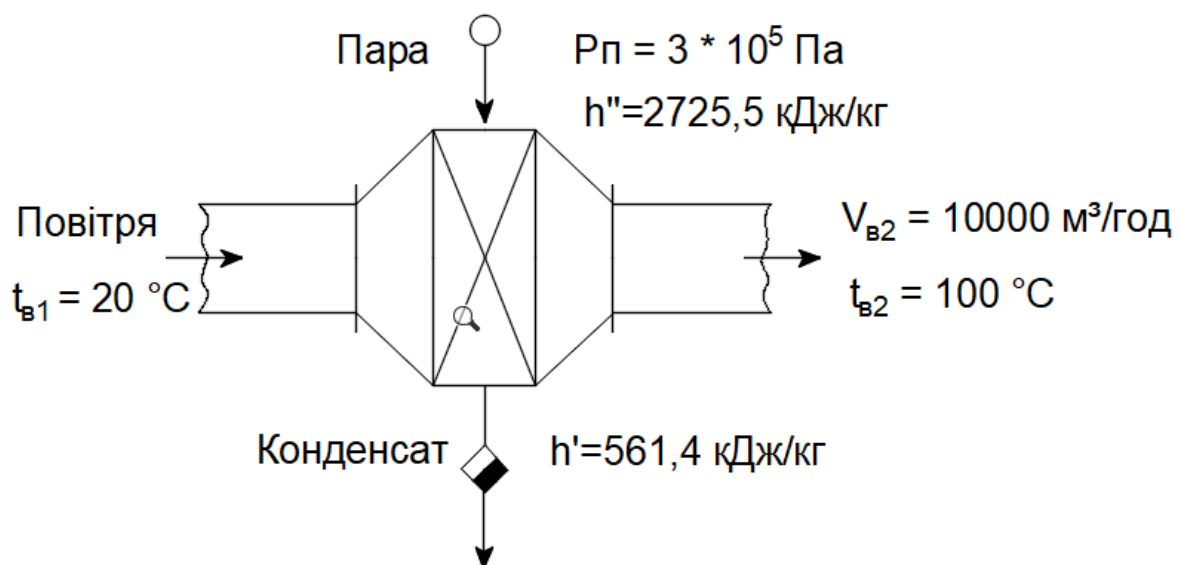 Пара
Pп = 3 * 10⁵ Па
h"=2725,5 кДж/кг
Повітря
tв1 = 20 °C
Vв2 = 10000 м³/год
tв2 = 100 °C
Конденсат
h'=561,4 кДж/кг